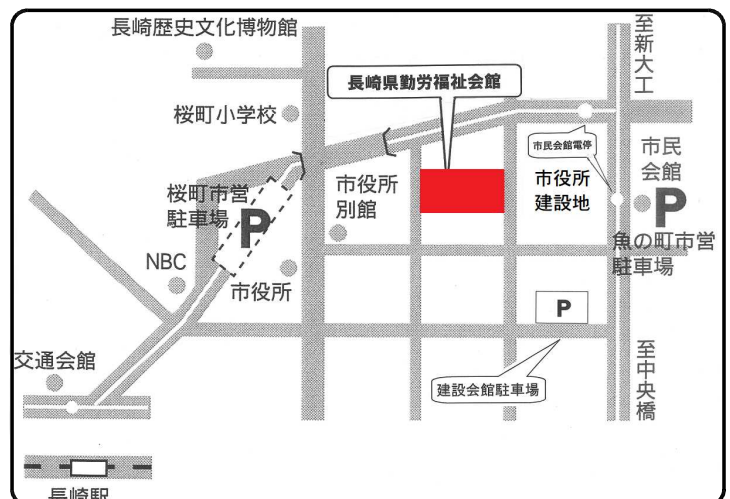 長崎歴史文化博物館
至新大工
長崎県勤労福祉会館
桜町小学校
市民会館電停
市民
会館
市役所
別館
市役所
建設地
桜町市営
駐車場
P
P
魚の町市営
駐車場
NBC
市役所
P
交通会館
建設会館駐車場
至中央橋
長崎駅